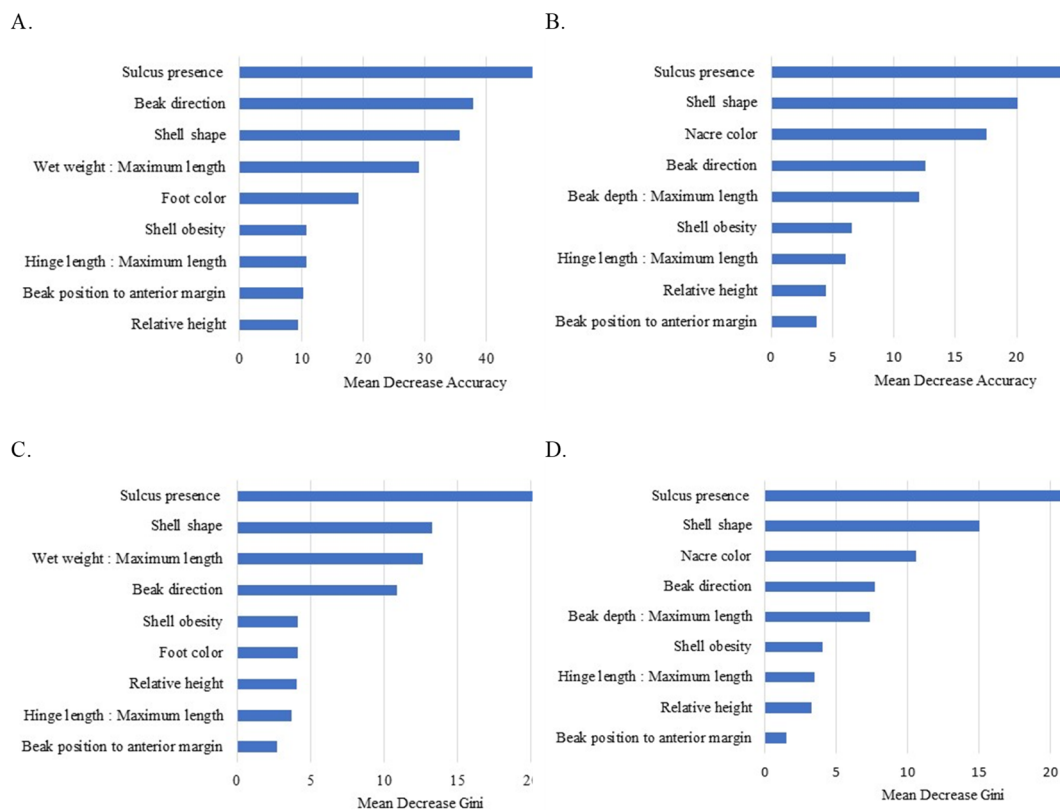 A.
Sulcus presence
Beak direction
Shell shape
Wet weight : Maximum length
Foot color
Shell obesity
Hinge length : Maximum length
Beak position to anterior margin
Relative height
0 10 20 30 40
Mean Decrease Accuracy
B.
Sulcus presence
Shell shape
Nacre color
Beak direction
Beak depth : Maximum length
Shell obesity
Hinge length : Maximum length
Relative height
Beak position to anterior margin
0 5 10 15 20
Mean Decrease Accuracy
C.
Sulcus presence
Shell shape
Wet weight : Maximum length
Beak direction
Shell obesity
Foot color
Relative height
Hinge length : Maximum length
Beak position to anterior margin
0 5 10 15 20
Mean Decrease Gini
D.
Sulcus presence
Shell shape
Nacre color
Beak direction
Beak depth : Maximum length
Shell obesity
Hinge length : Maximum length
Relative height
Beak position to anterior margin
0 5 10 15 20
Mean Decrease Gini